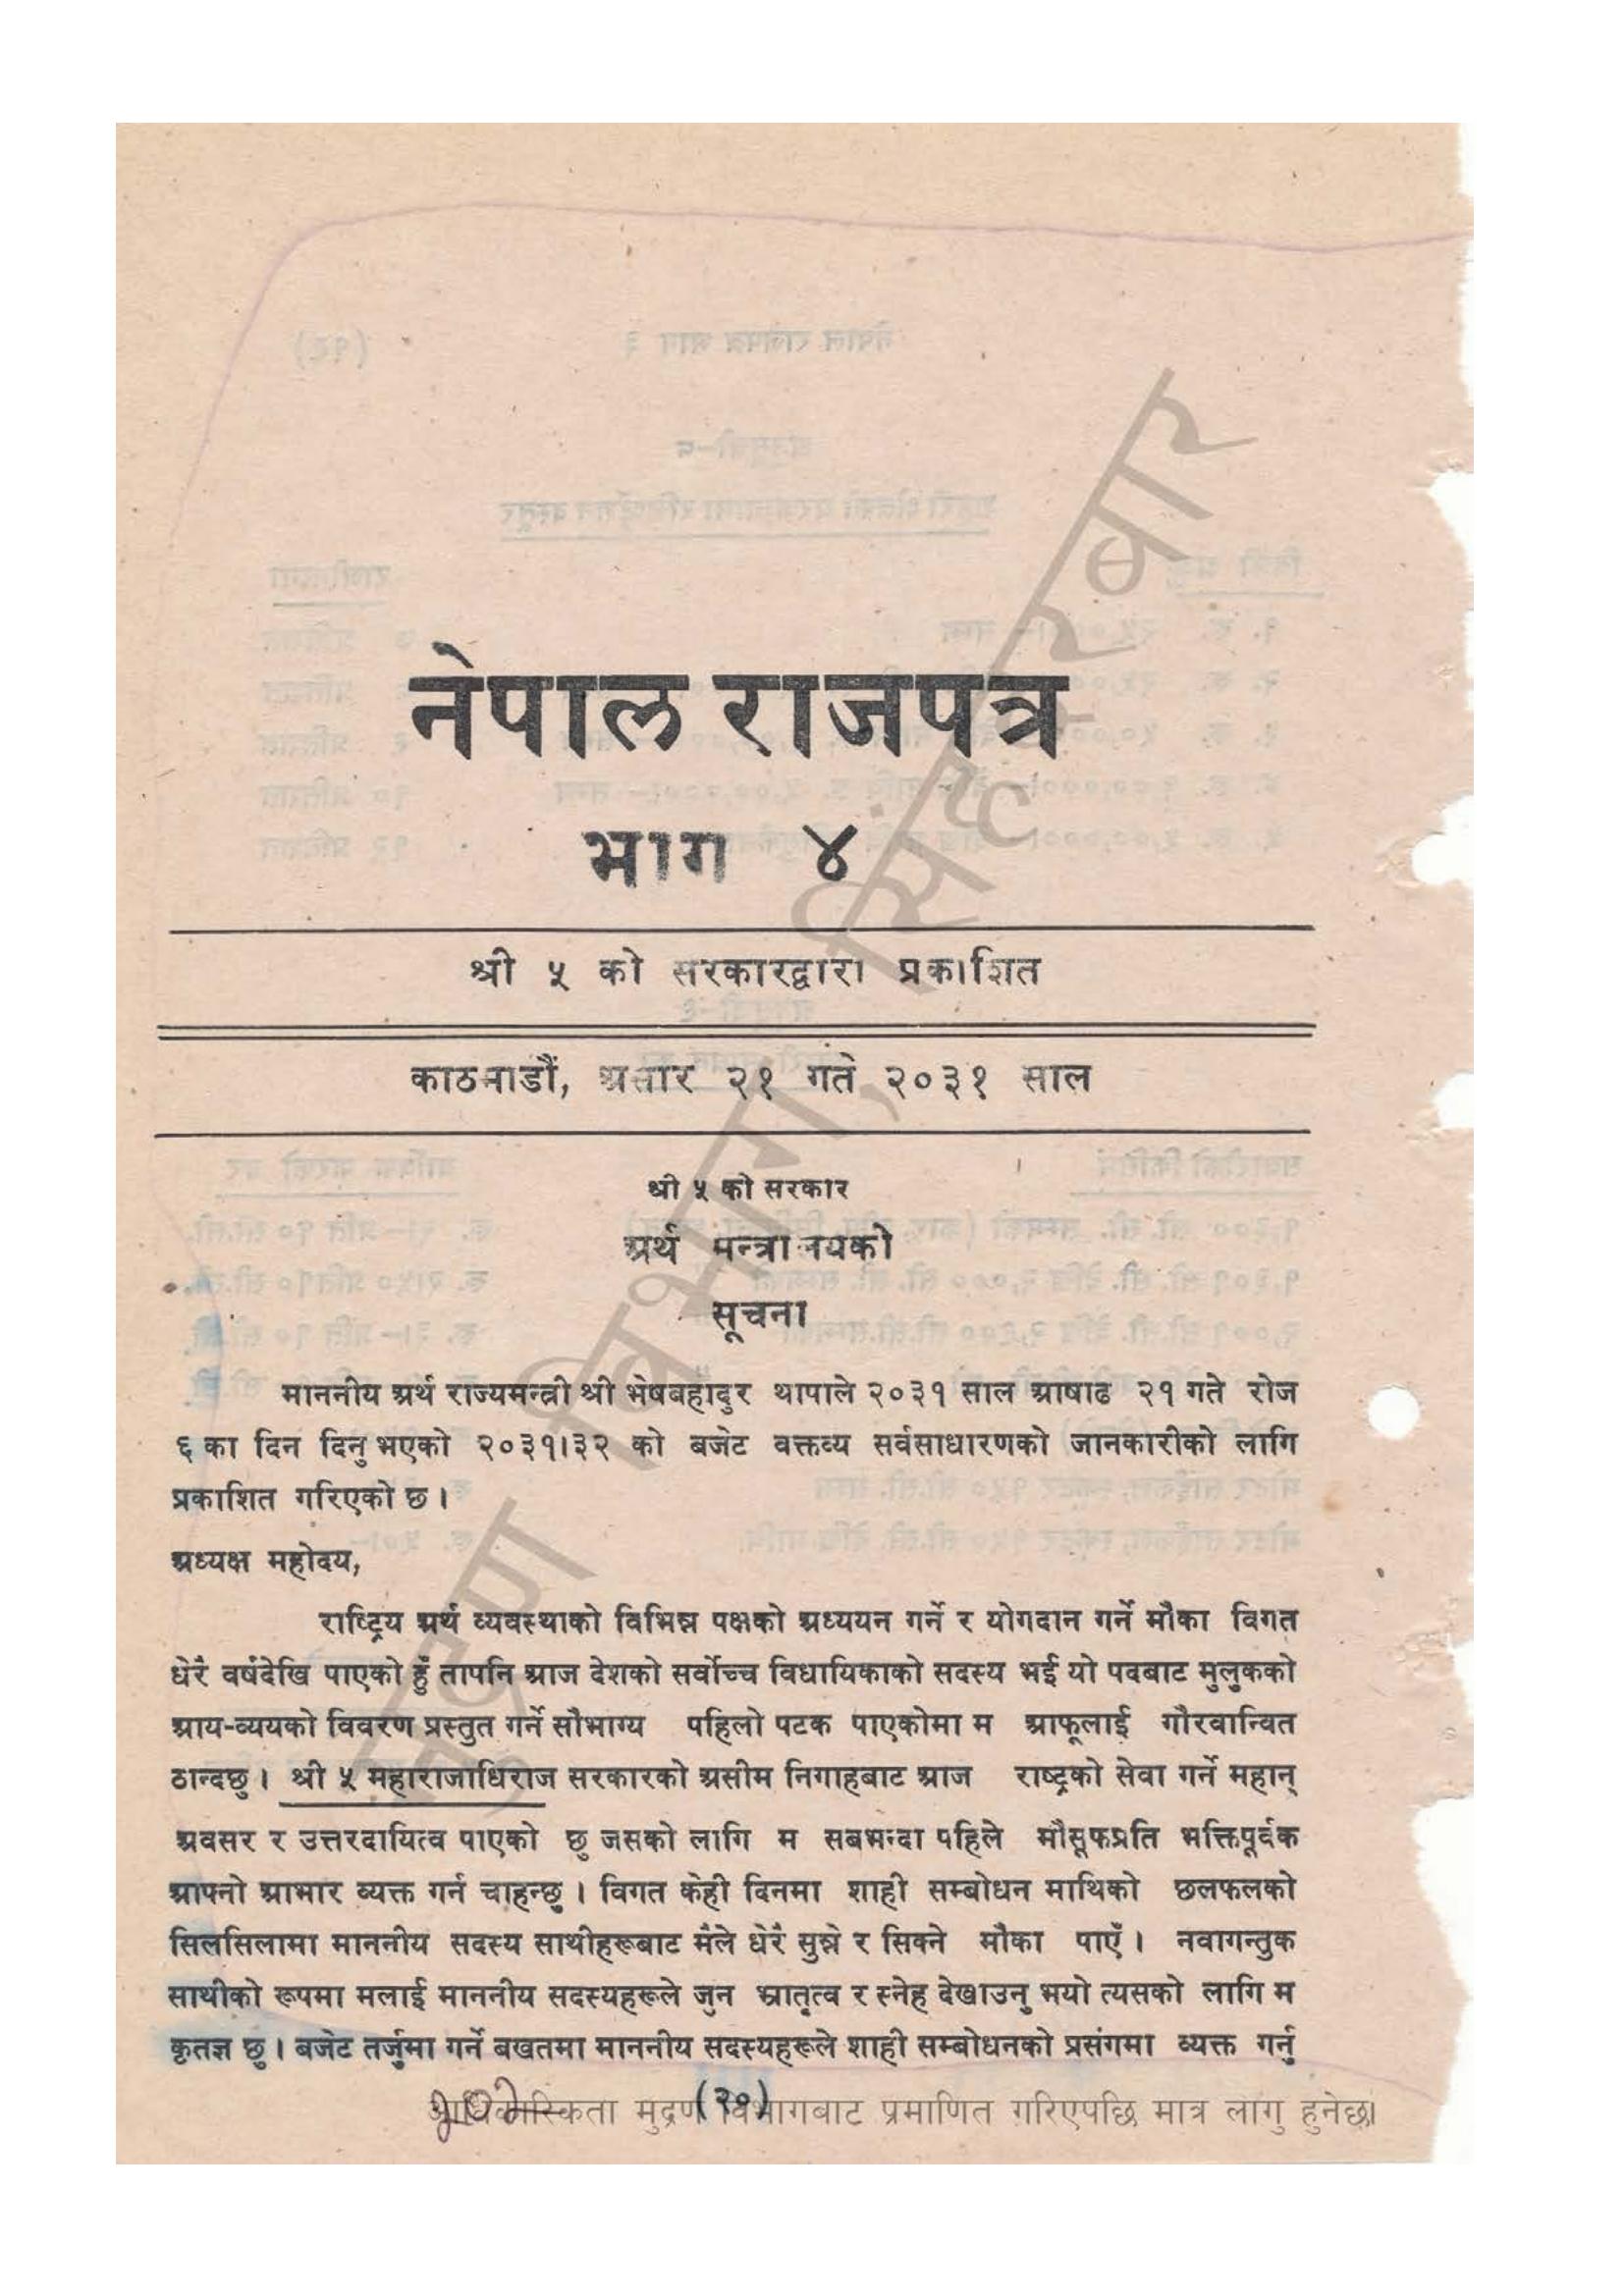 नेपाल राजपत्र
भाग ४
श्री ५ को सरकारद्वारा प्रकाशित
काठमाडौं, असार २१ गते २०३१ साल
श्री ५ को सरकार
अर्थ मन्त्रालयको
सूचना
माननीय अर्थ राज्यमन्त्री श्री भेषबहादुर थापाले २०३१ साल आषाढ २१ गते रोज
६ का दिन दिनु भएको २०३१।३२ को बजेट वक्तव्य सर्वसाधारणको जानकारीको लागि
प्रकाशित गरिएको छ ।
अध्यक्ष महोदय,
राष्ट्रिय अर्थ व्यवस्थाको विभिन्न पक्षको अध्ययन गर्ने र योगदान गर्ने मौका विगत
धेरै वर्षदेखि पाएको हुँ तापनि आज देशको सर्वोच्च विधायिकाको सदस्य भई यो पदबाट मुलुकको
आय-व्ययको विवरण प्रस्तुत गर्ने सौभाग्य पहिलो पटक पाएकोमा म आफूलाई गौरवान्वित
ठान्दछु । श्री ५ महाराजाधिराज सरकारको असीम निगाहबाट आज राष्ट्रको सेवा गर्ने महान्
अवसर र उत्तरदायित्व पाएको छु जसको लागि म सबभन्दा पहिले मौसूफप्रति भक्तिपूर्वक
आफ्नो आभार व्यक्त गर्न चाहन्छु । विगत केही दिनमा शाही सम्बोधन माथिको छलफलको
सिलसिलामा माननीय सदस्य साथीहरूबाट मैले धेरै सुन्ने र सिक्ने मौका पाएँ । नवागन्तुक
साथीको रूपमा मलाई माननीय सदस्यहरूले जुन भ्रातृत्व र स्नेह देखाउनु भयो त्यसको लागि म
कृतज्ञ छु । बजेट तर्जुमा गर्ने बखतमा माननीय सदस्यहरूले शाही सम्बोधनको प्रसंगमा व्यक्त गर्नु
(२०)
आधिकारिकता मुद्रण विभागबाट प्रमाणित गरिएपछि मात्र लागु हुनेछ।
मुद्रण विभाग, सिंहदरबार